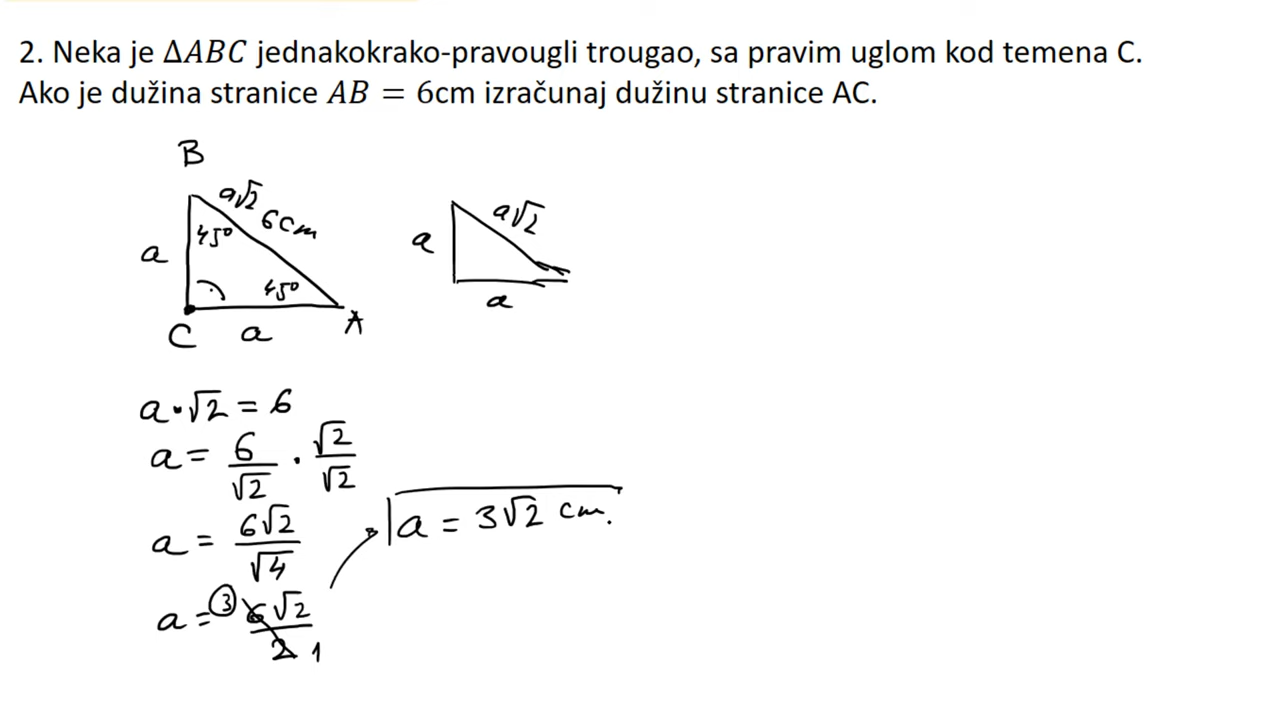 2. Neka je ΔABC jednakokrako-pravougli trougao, sa pravim uglom kod temena C.
Ako je dužina stranice AB = 6cm izračunaj dužinu stranice AC.
B
a√2
6cm
45°
a
45°
C
a
A
a√2
a
a
a·√2 = 6
a = 6/√2 · √2/√2
a = 6√2/√4
a = 3 6√2/2 1
a = 3√2 cm.